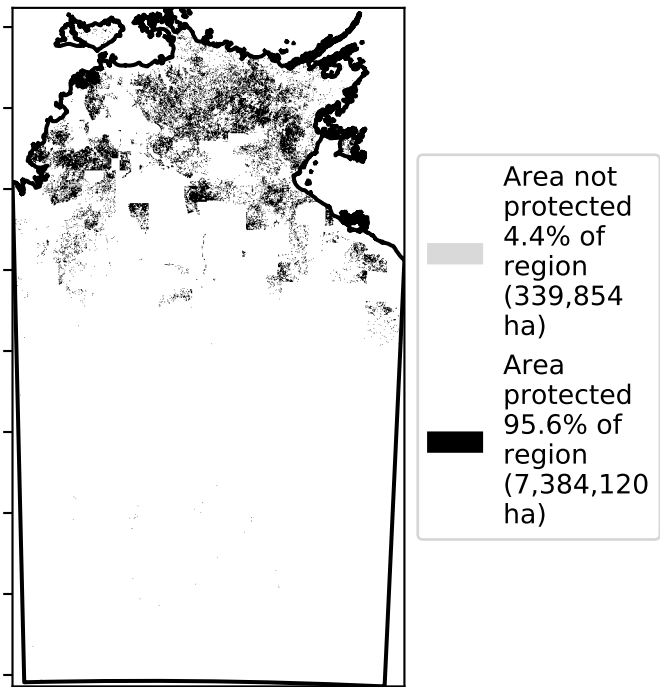 Area not
protected
4.4% of
region
(339,854
ha)
Area
protected
95.6% of
region
(7,384,120
ha)